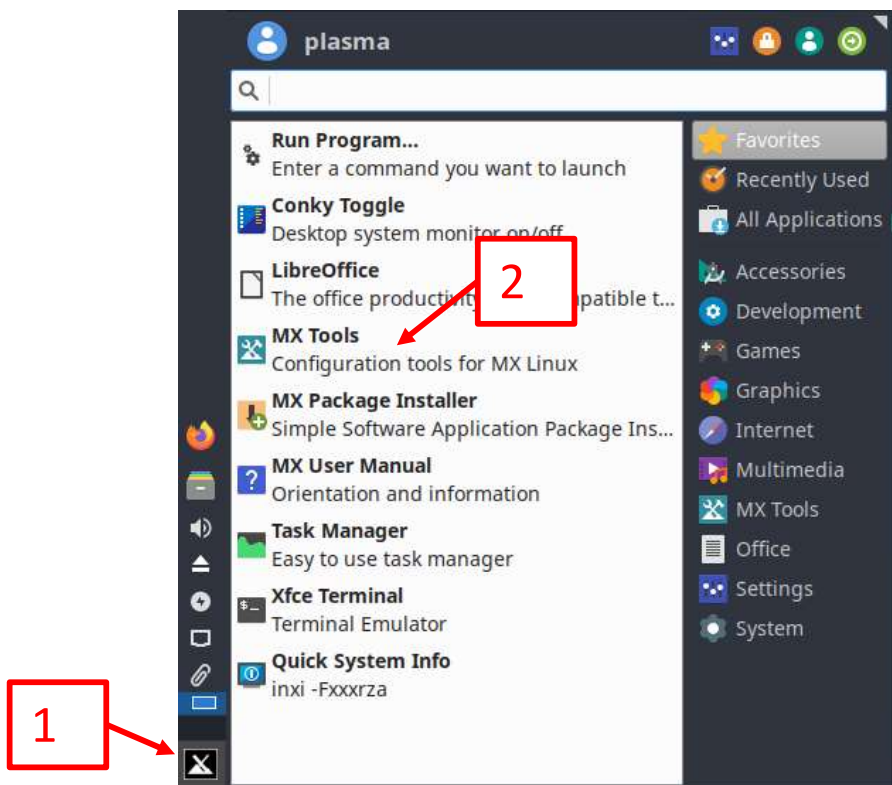 plasma
Run Program...
Enter a command you want to launch
Conky Toggle
Desktop system monitor on/off
LibreOffice
The office productivity patible t...
MX Tools
Configuration tools for MX Linux
MX Package Installer
Simple Software Application Package Ins...
MX User Manual
Orientation and information
Task Manager
Easy to use task manager
Xfce Terminal
Terminal Emulator
Quick System Info
inxi -Fxxxrza
Favorites
Recently Used
All Applications
Accessories
Development
Games
Graphics
Internet
Multimedia
MX Tools
Office
Settings
System
2
1